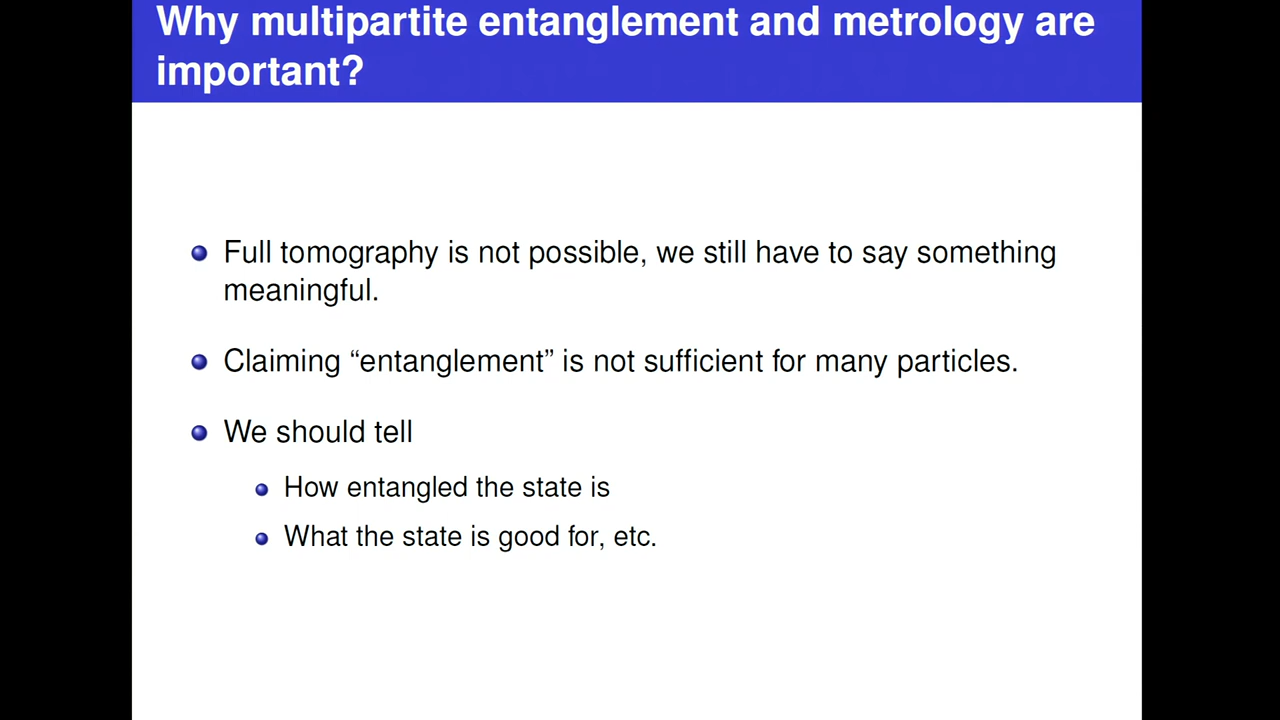 Why multipartite entanglement and metrology are
important?
Full tomography is not possible, we still have to say something
meaningful.
Claiming “entanglement” is not sufficient for many particles.
We should tell
How entangled the state is
What the state is good for, etc.